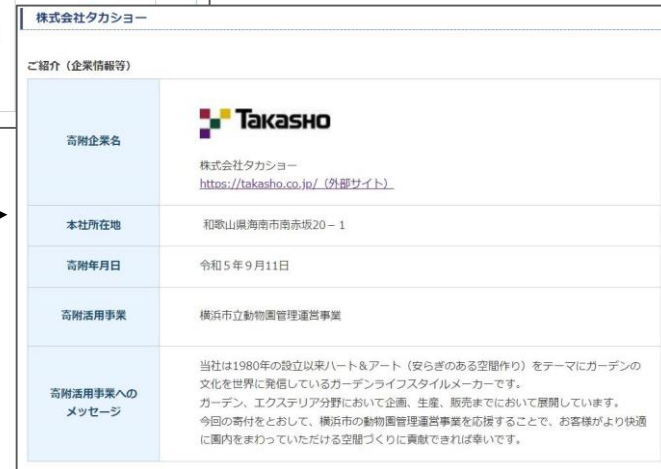 株式会社タカショー
ご紹介（企業情報等）
寄附企業名
Takasho
株式会社タカショー
https://takasho.co.jp/（外部サイト）
本社所在地
和歌山県海南市南赤坂20－1
寄附年月日
令和５年９月11日
寄附活用事業
横浜市立動物園管理運営事業
寄附活用事業への
メッセージ
当社は1980年の設立以来ハート＆アート（安らぎのある空間作り）をテーマにガーデンの
文化を世界に発信しているガーデンライフスタイルメーカーです。
ガーデン、エクステリア分野において企画、生産、販売までにおいて展開しています。
今回の寄付をとおして、横浜市の動物園管理運営事業を応援することで、お客様がより快適
に園内をまわっていただける空間づくりに貢献できれば幸いです。